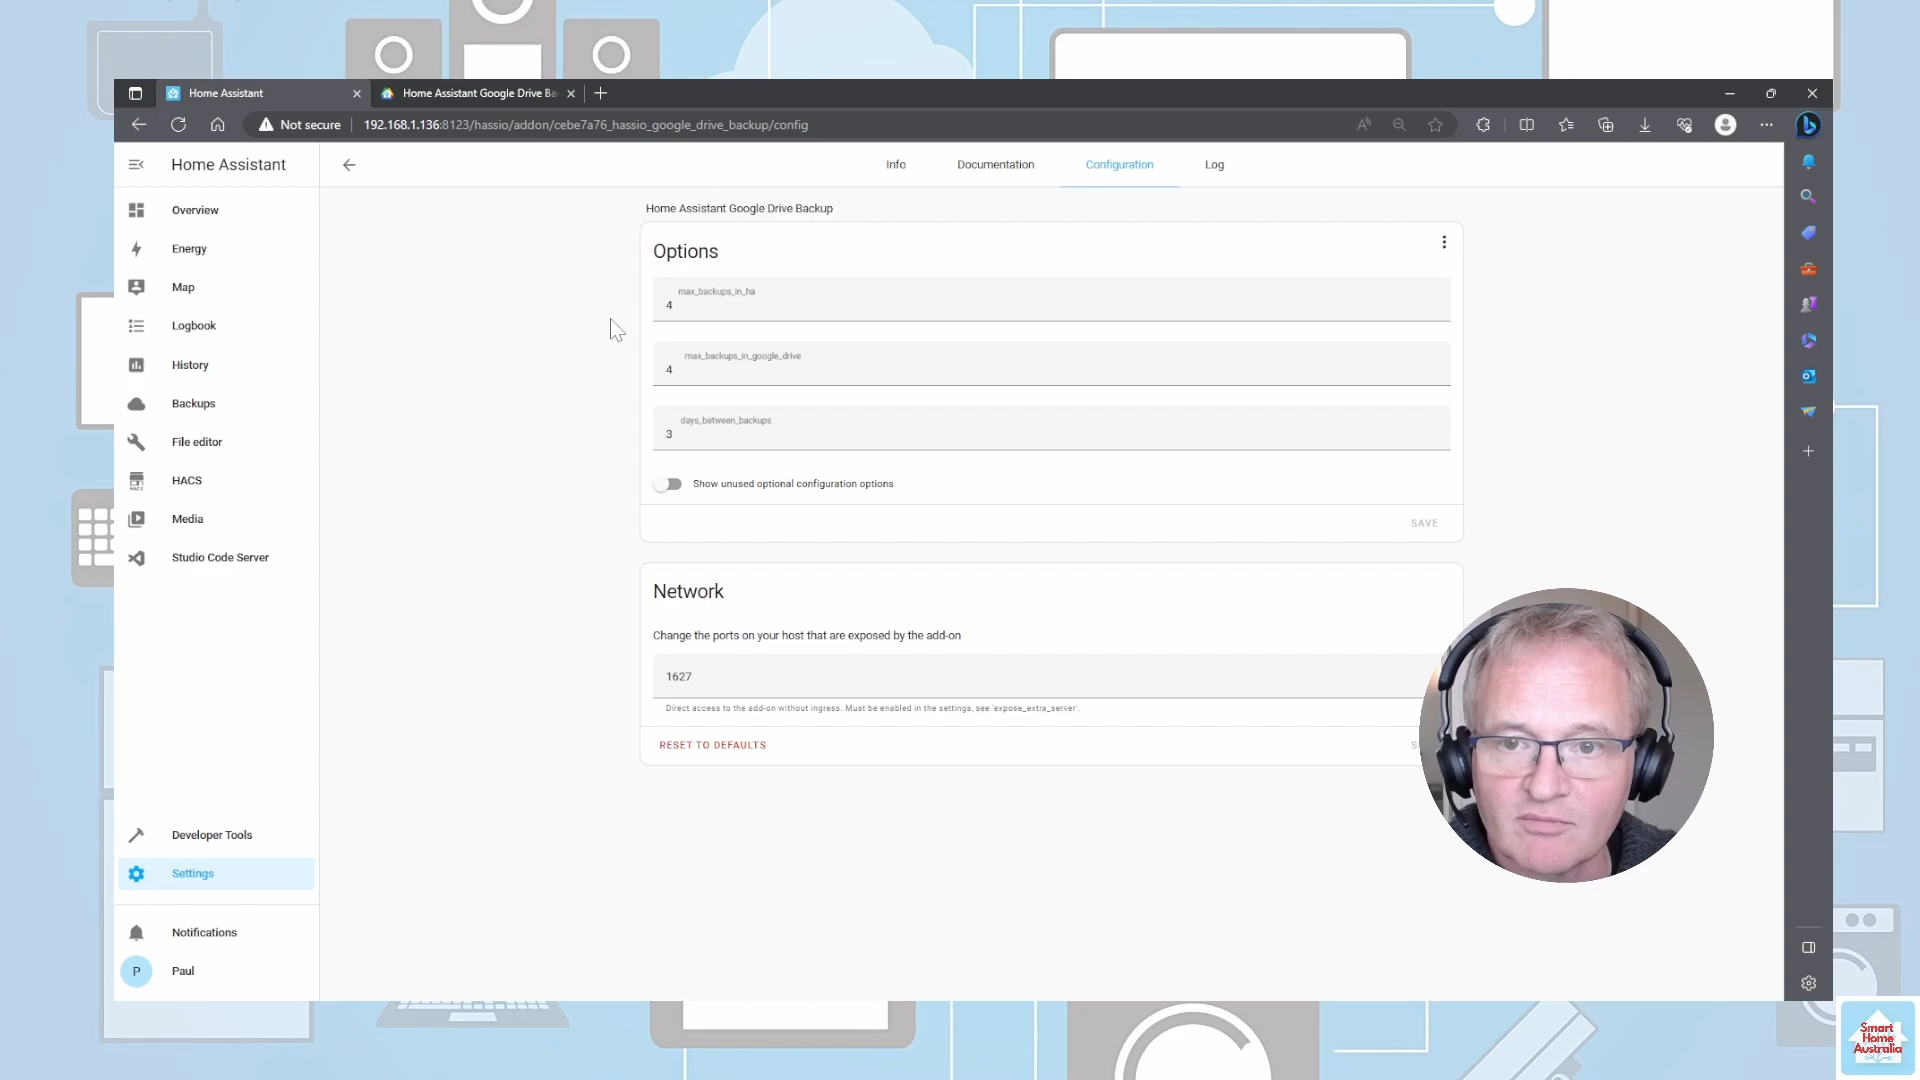 Home Assistant
Home Assistant Google Drive Ba
Not secure
192.168.1.136:8123/hassio/addon/cebe7a76_hassio_google_drive_backup/config
Home Assistant
Info
Documentation
Configuration
Log
Overview
Energy
Map
Logbook
History
Backups
File editor
HACS
HACS
Media
Studio Code Server
Developer Tools
Settings
Notifications
P
Paul
Home Assistant Google Drive Backup
Options
max_backups_in_ha
4
max_backups_in_google_drive
4
days_between_backups
3
Show unused optional configuration options
SAVE
Network
Change the ports on your host that are exposed by the add-on
1627
Direct access to the add-on without ingress. Must be enabled in the settings, see 'expose_extra_server'.
RESET TO DEFAULTS
Smart
Home
Australia